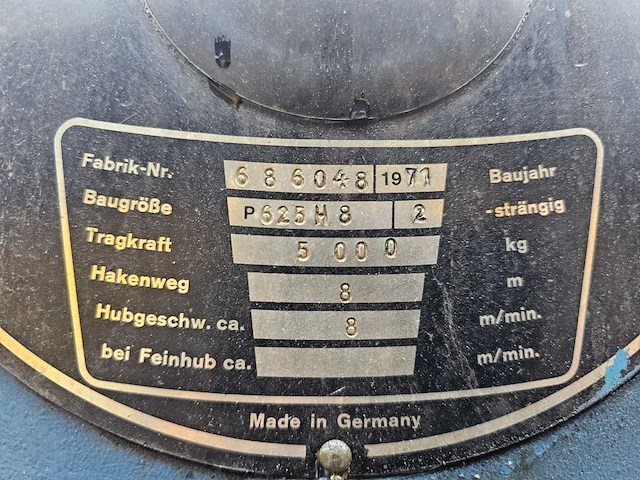 Fabrik-Nr. 686048 1971 Baujahr
Baugröße P625H8 2 -strängig
Tragkraft 5000 kg
Hakenweg 8 m
Hubgeschw. ca. 8 m/min.
bei Feinhub ca. m/min.
Made in Germany